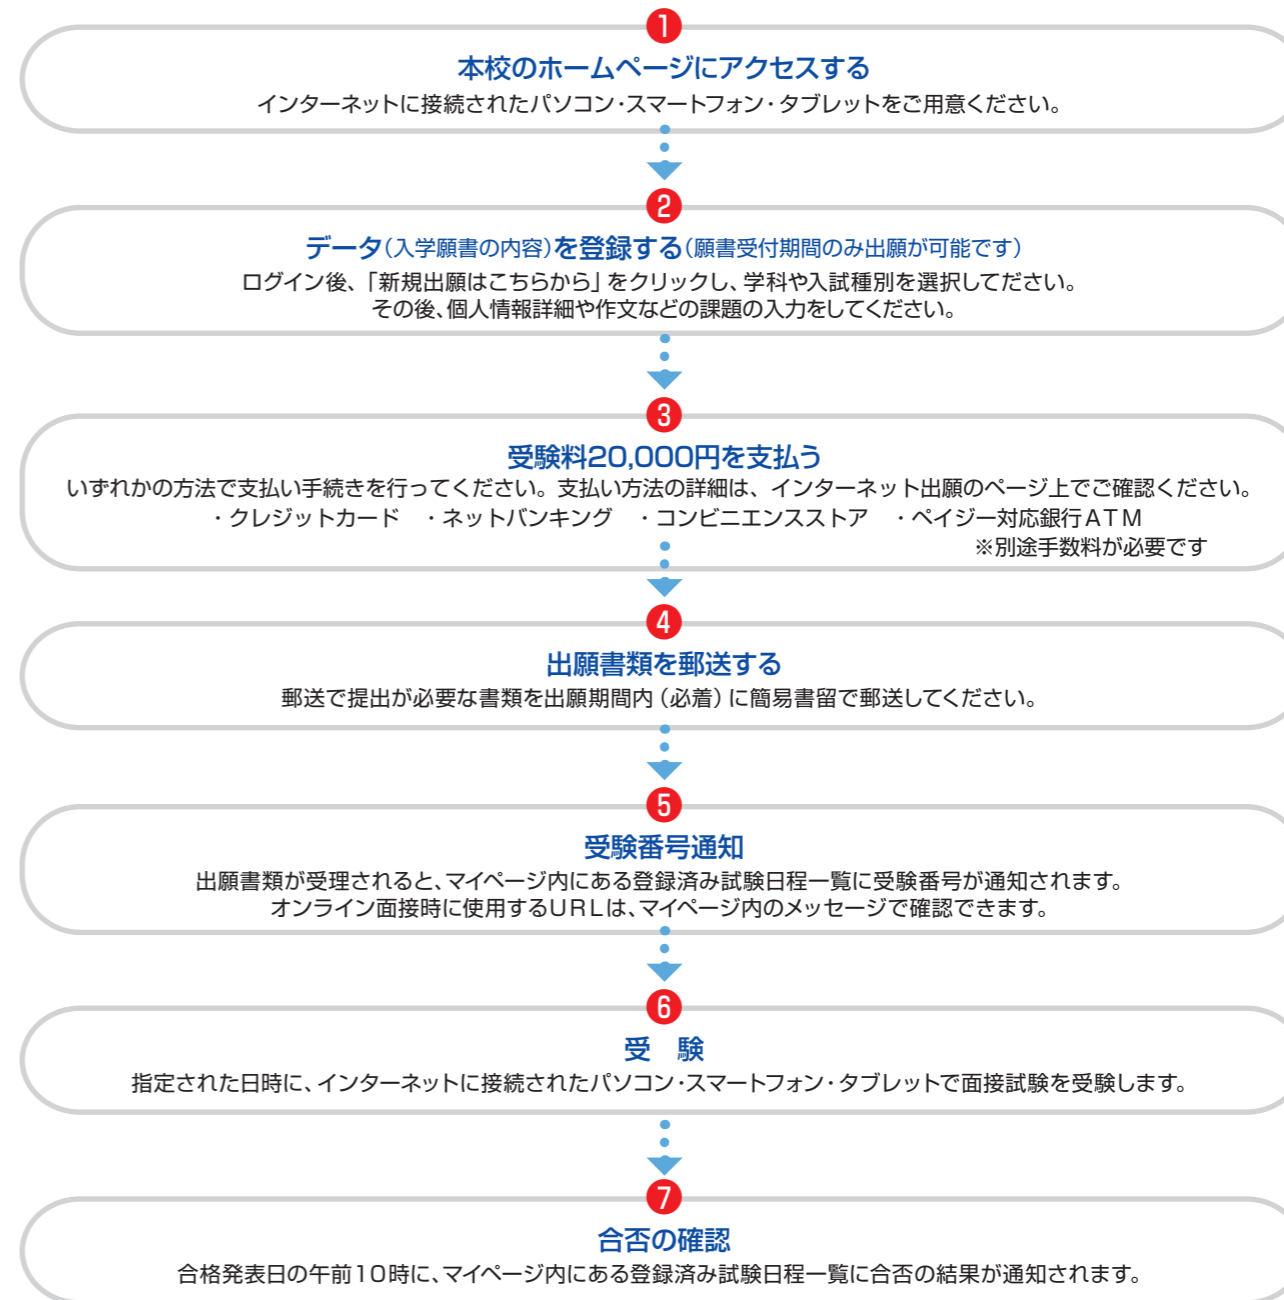 1
本校のホームページにアクセスする
インターネットに接続されたパソコン・スマートフォン・タブレットをご用意ください。
2
データ(入学願書の内容)を登録する(願書受付期間のみ出願が可能です)
ログイン後、「新規出願はこちらから」をクリックし、学科や入試種別を選択してださい。
その後、個人情報詳細や作文などの課題の入力をしてください。
3
受験料20,000円を支払う
いずれかの方法で支払い手続きを行ってください。支払い方法の詳細は、インターネット出願のページ上でご確認ください。
・クレジットカード ・ネットバンキング ・コンビニエンスストア ・ペイジー対応銀行ATM
※別途手数料が必要です
4
出願書類を郵送する
郵送で提出が必要な書類を出願期間内(必着)に簡易書留で郵送してください。
5
受験番号通知
出願書類が受理されると、マイページ内にある登録済み試験日程一覧に受験番号が通知されます。
オンライン面接時に使用するURLは、マイページ内のメッセージで確認できます。
6
受 験
指定された日時に、インターネットに接続されたパソコン・スマートフォン・タブレットで面接試験を受験します。
7
合否の確認
合格発表日の午前10時に、マイページ内にある登録済み試験日程一覧に合否の結果が通知されます。